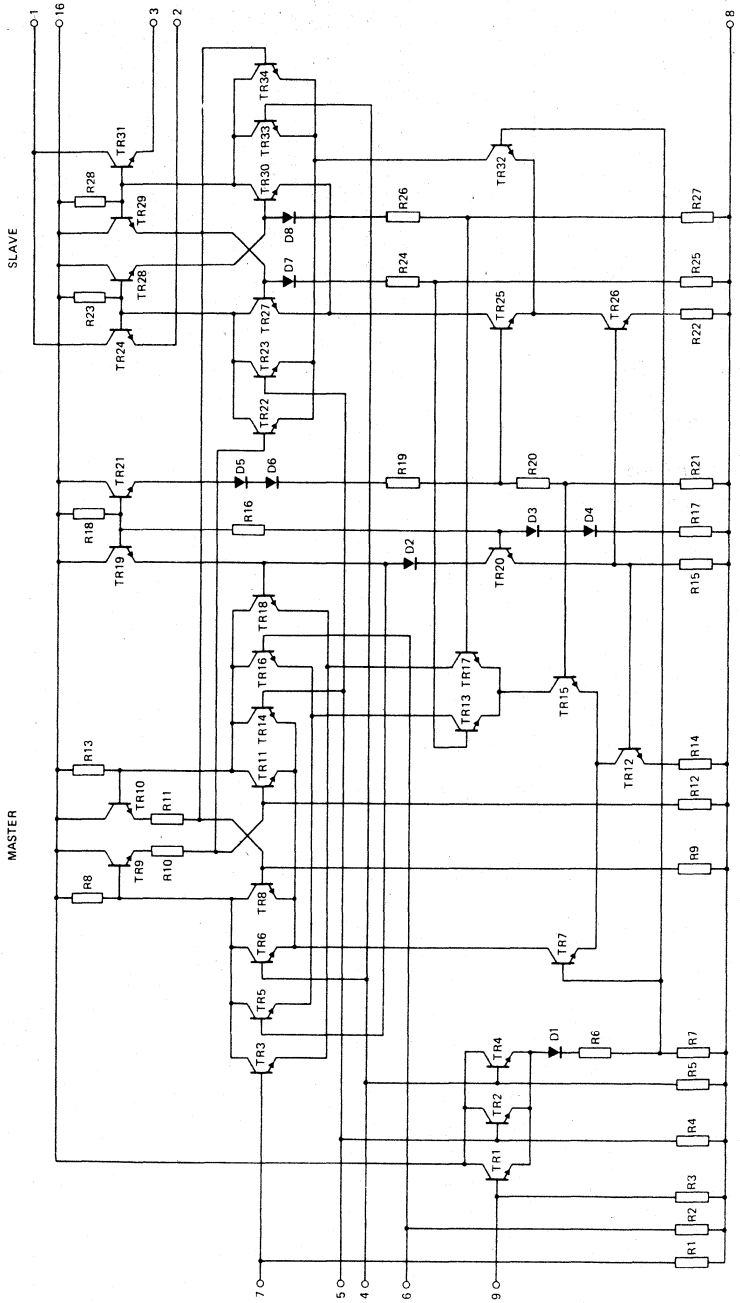 MASTER
SLAVE
1
16
3
2
R8
TR9
R10
TR10
R11
R13
TR19
R18
TR21
TR24
R23
TR28
TR29
R28
TR31
TR3
TR5
TR6
TR8
TR11
TR14
TR16
TR18
D2
R16
D5
D6
TR22
TR23
TR27
D7
D8
TR30
TR33
TR34
TR1
TR2
TR4
D1
R6
TR7
TR13
TR17
TR15
TR12
TR20
D3
D4
R19
R20
TR25
TR26
R24
R26
TR32
R1
R2
R3
R4
R5
R7
R9
R12
R14
R15
R17
R21
R22
R25
R27
7
5
4
6
9
8